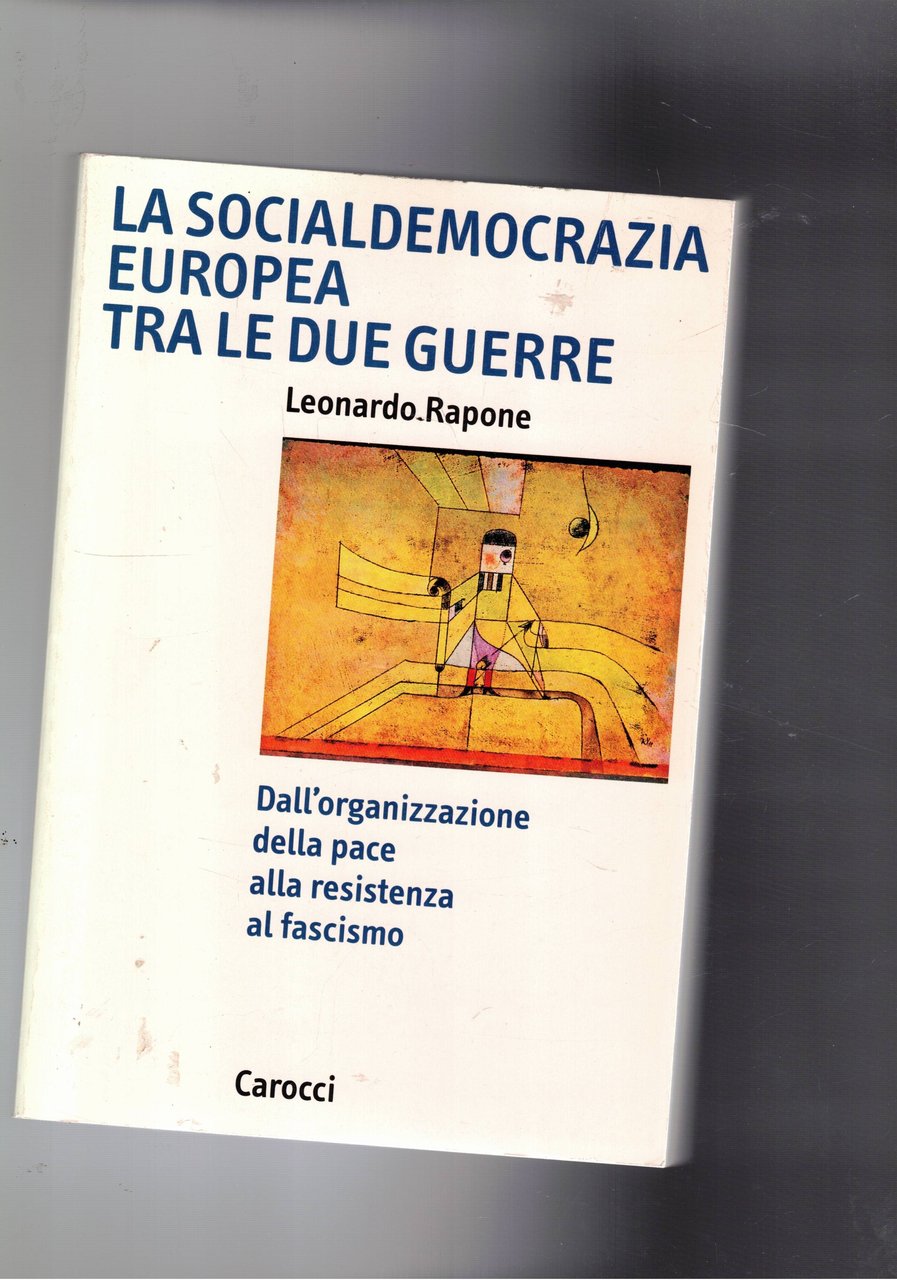 LA SOCIALDEMOCRAZIA
EUROPEA
TRA LE DUE GUERRE
Leonardo Rapone
Dall'organizzazione
della pace
alla resistenza
al fascismo
Carocci